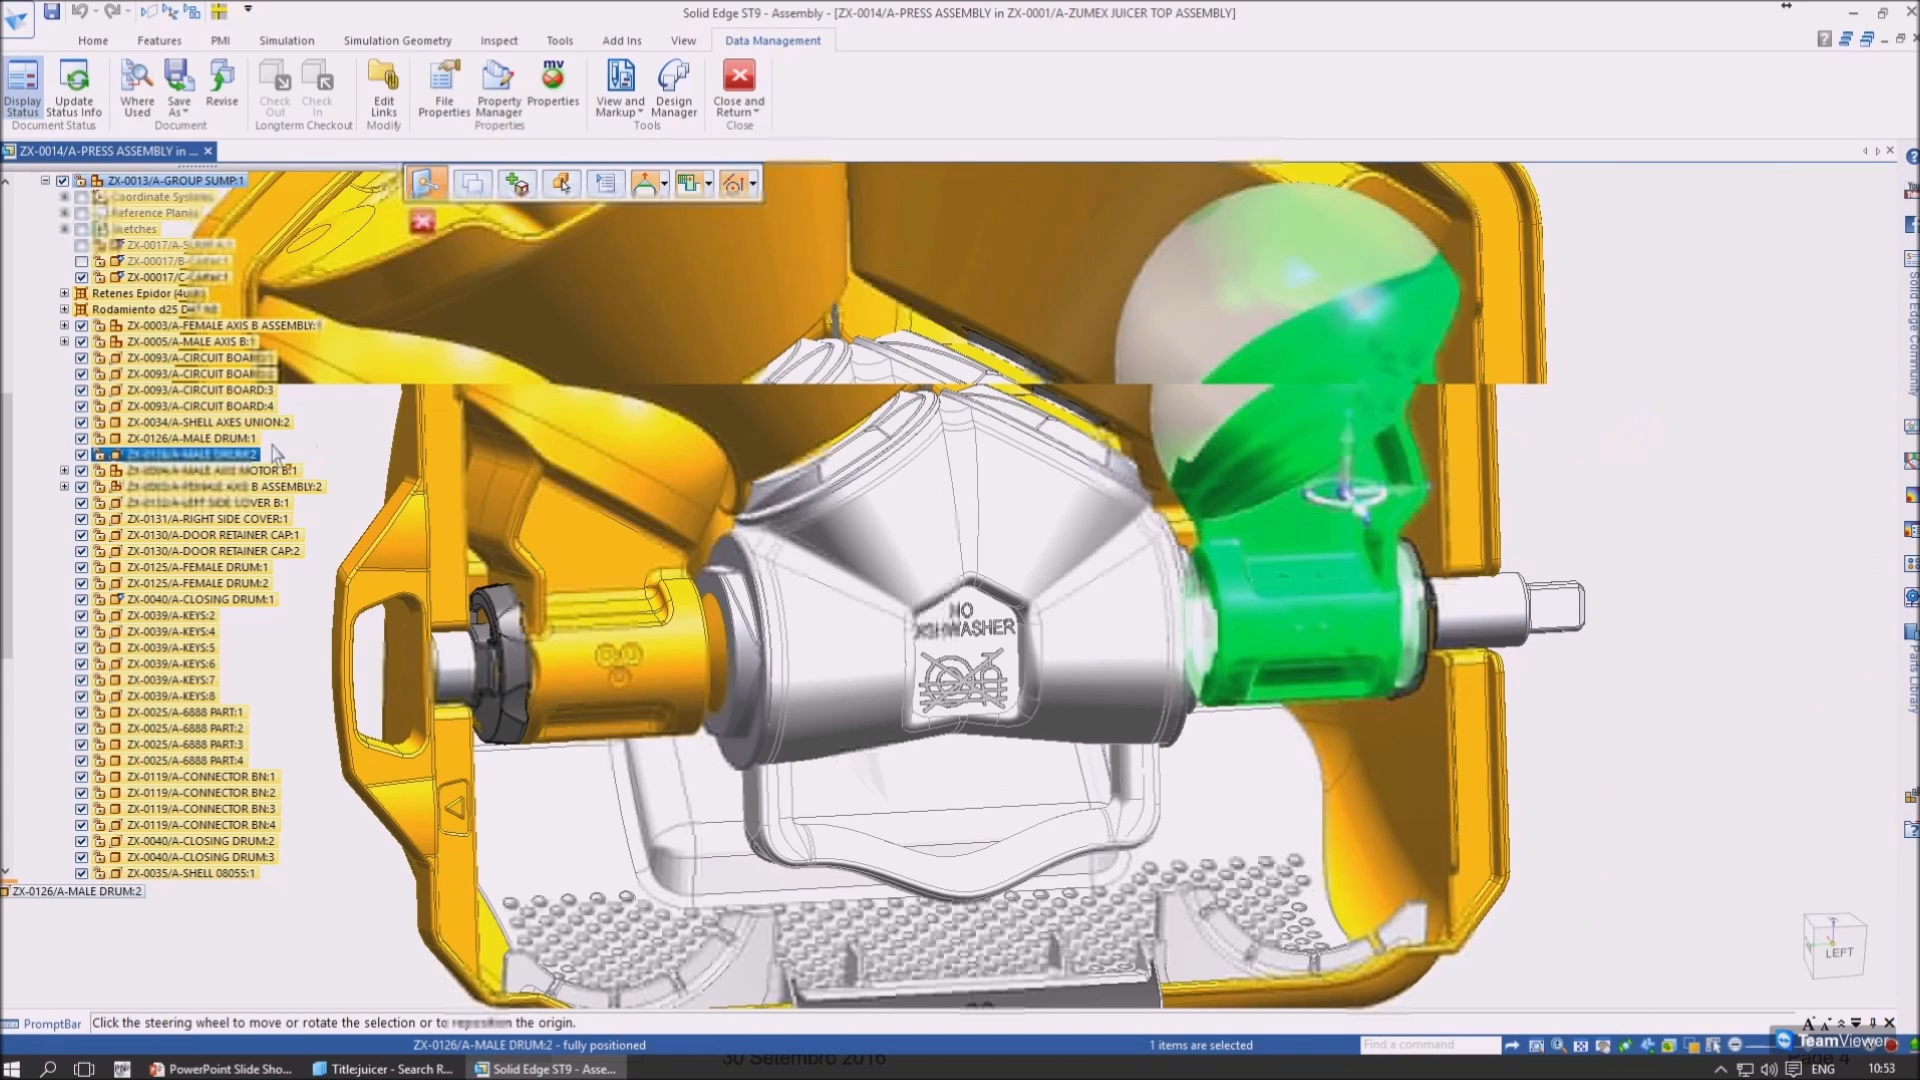 Solid Edge ST9 - Assembly - [ZX-0014/A-PRESS ASSEMBLY in ZX-0001/A-ZUMEX JUICER TOP ASSEMBLY]
Home Features PMI Simulation Simulation Geometry Inspect Tools Add Ins View Data Management
Display Status
Update Status Info
Where Used
Save As
Revise
Check Out
Check In
Edit Links
File Properties
Property Manager
mv
Properties
View and Markup
Design Manager
Close and Return
Document Status Document Longterm Checkout Modify Properties Tools Close
ZX-0014/A-PRESS ASSEMBLY in ...
ZX-0013/A-GROUP SUMP:1
Coordinate Systems
Reference Planes
Sketches
ZX-00017/C-
Retenes Epidor (4u
Rodamiento d25
ZX-0003/A-FEMALE AXIS B ASSEMBLY:1
ZX-0005/A-MALE AXIS B:1
ZX-0093/A-CIRCUIT BOARD
ZX-0093/A-CIRCUIT BOARD
ZX-0093/A-CIRCUIT BOARD:3
ZX-0093/A-CIRCUIT BOARD:4
ZX-0034/A-SHELL AXES UNION:2
ZX-0126/A-MALE DRUM:1
ZX-0126/A-MALE DRUM:2
MALE AXIS MOTOR B:1
B ASSEMBLY:2
LEFT SIDE COVER B:1
ZX-0131/A-RIGHT SIDE COVER:1
ZX-0130/A-DOOR RETAINER CAP:1
ZX-0130/A-DOOR RETAINER CAP:2
ZX-0125/A-FEMALE DRUM:1
ZX-0125/A-FEMALE DRUM:2
ZX-0040/A-CLOSING DRUM:1
ZX-0039/A-KEYS:2
ZX-0039/A-KEYS:4
ZX-0039/A-KEYS:5
ZX-0039/A-KEYS:6
ZX-0039/A-KEYS:7
ZX-0039/A-KEYS:8
ZX-0025/A-6888 PART:1
ZX-0025/A-6888 PART:2
ZX-0025/A-6888 PART:3
ZX-0025/A-6888 PART:4
ZX-0119/A-CONNECTOR BN:1
ZX-0119/A-CONNECTOR BN:2
ZX-0119/A-CONNECTOR BN:3
ZX-0119/A-CONNECTOR BN:4
ZX-0040/A-CLOSING DRUM:2
ZX-0040/A-CLOSING DRUM:3
ZX-0035/A-SHELL 08055:1
ZX-0126/A-MALE DRUM:2
NO
Solid Edge Community
Parts Library
LEFT
PromptBar Click the steering wheel to move or rotate the selection or to reposition the origin.
ZX-0126/A-MALE DRUM:2 - fully positioned 1 items are selected Find a command
TeamViewer
30 Setembro 2016
Page 4
PowerPoint Slide Sho... Title:juicer - Search R... Solid Edge ST9 - Asse... ENG 10:53